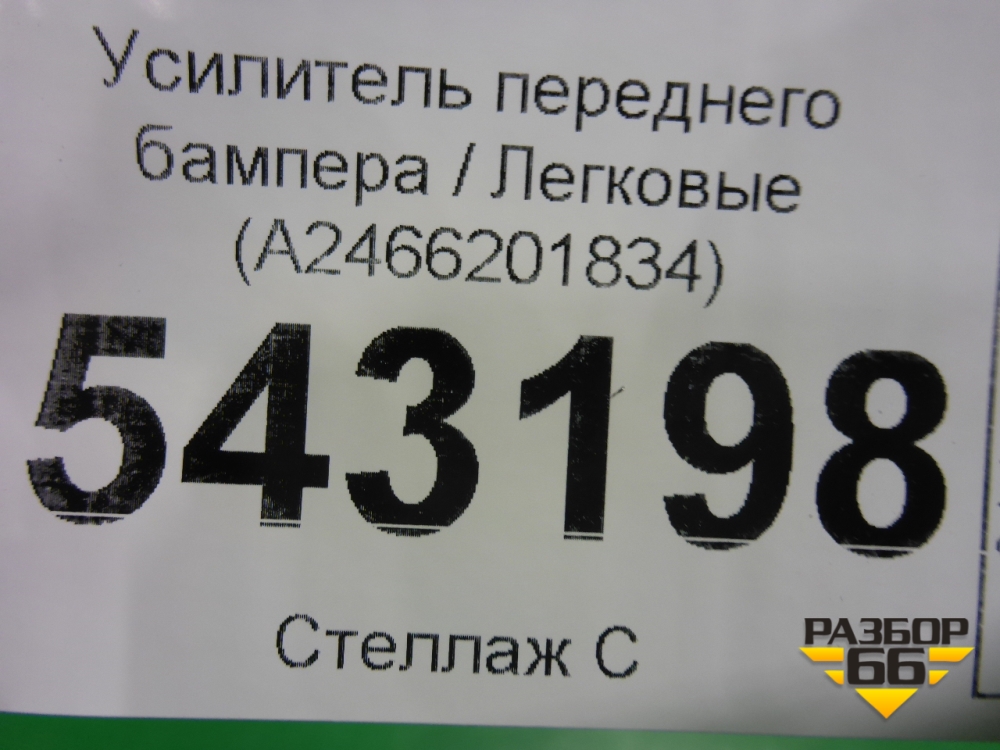 Усилитель переднего
бампера / Легковые
(A2466201834)
543198
Стеллаж С
РАЗБОР
66